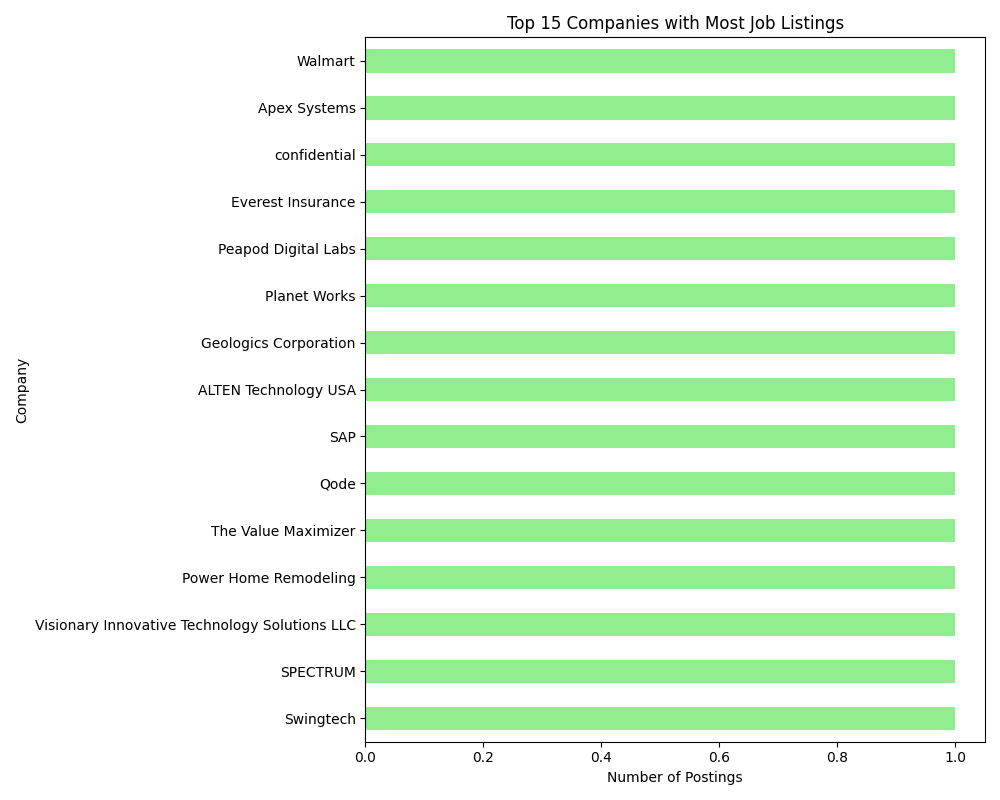 Top 15 Companies with Most Job Listings
Walmart
Apex Systems
confidential
Everest Insurance
Peapod Digital Labs
Planet Works
Geologics Corporation
ALTEN Technology USA
SAP
Qode
The Value Maximizer
Power Home Remodeling
Visionary Innovative Technology Solutions LLC
SPECTRUM
Swingtech
Company
0.0 0.2 0.4 0.6 0.8 1.0
Number of Postings